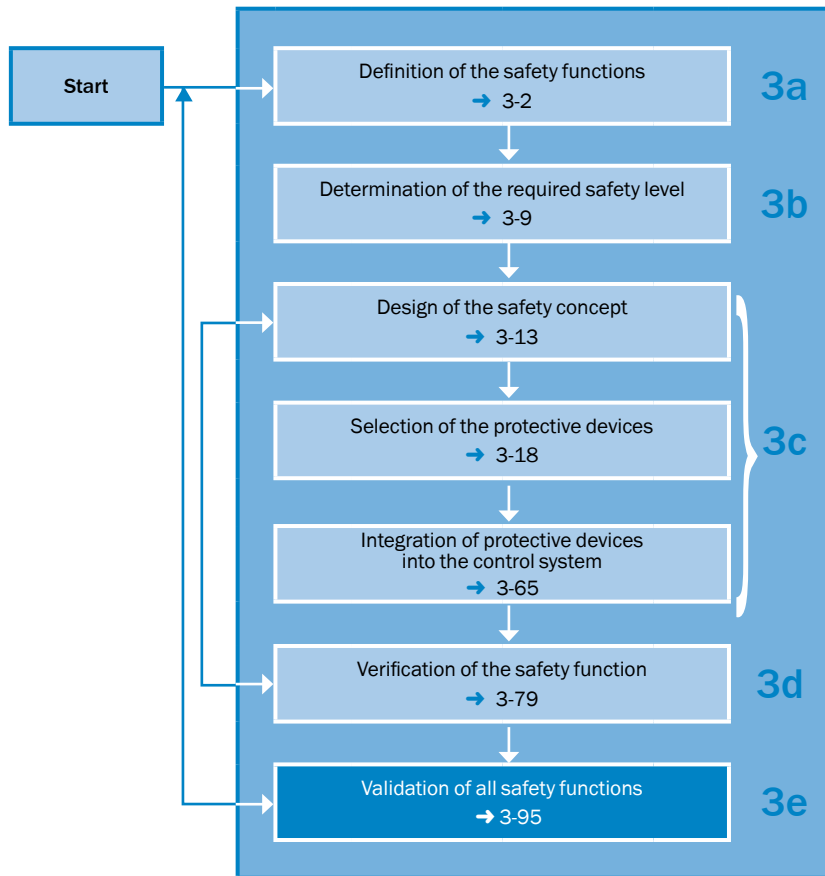 Start
Definition of the safety functions
➔ 3-2
3a
Determination of the required safety level
➔ 3-9
3b
Design of the safety concept
➔ 3-13
Selection of the protective devices
➔ 3-18
3c
Integration of protective devices
into the control system
➔ 3-65
Verification of the safety function
➔ 3-79
3d
Validation of all safety functions
➔ 3-95
3e